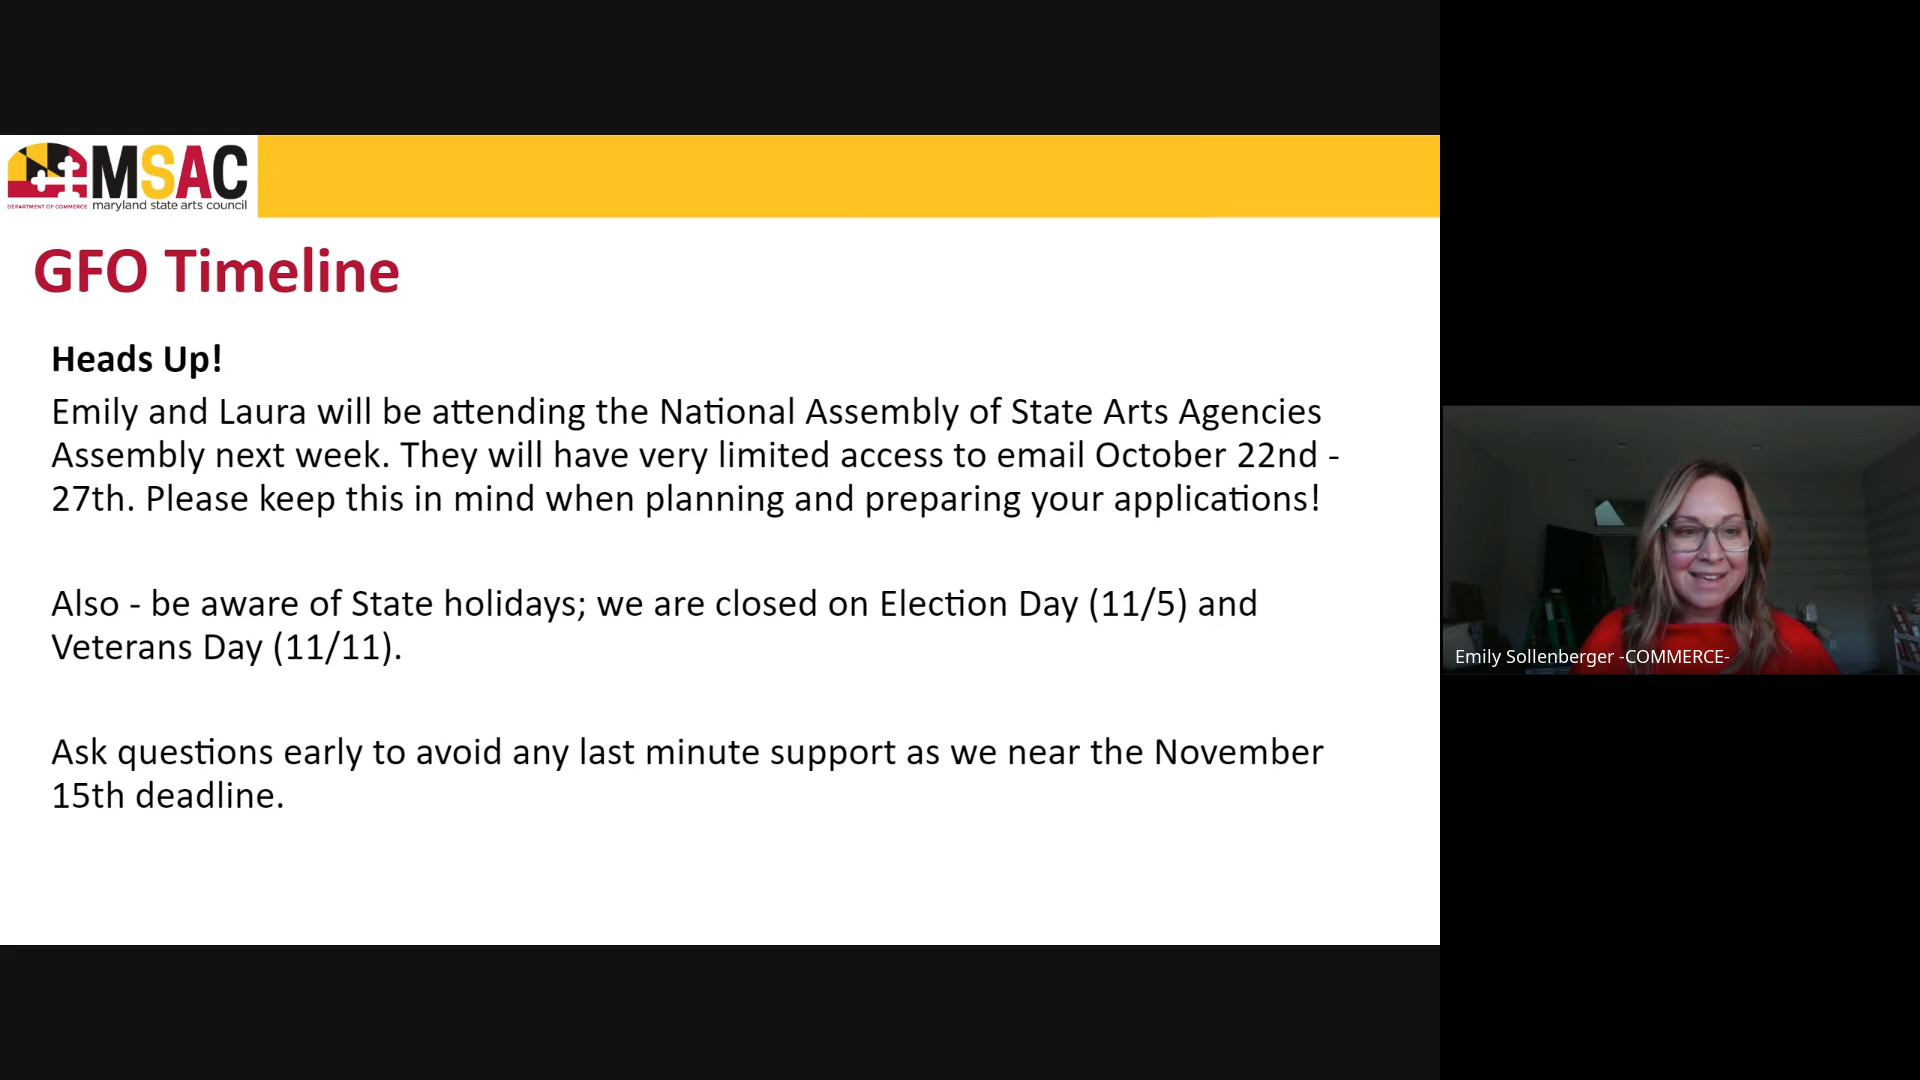 MSAC
DEPARTMENT OF COMMERCE maryland state arts council
GFO Timeline
Heads Up!
Emily and Laura will be attending the National Assembly of State Arts Agencies
Assembly next week. They will have very limited access to email October 22nd -
27th. Please keep this in mind when planning and preparing your applications!
Also - be aware of State holidays; we are closed on Election Day (11/5) and
Veterans Day (11/11).
Ask questions early to avoid any last minute support as we near the November
15th deadline.
Emily Sollenberger -COMMERCE-